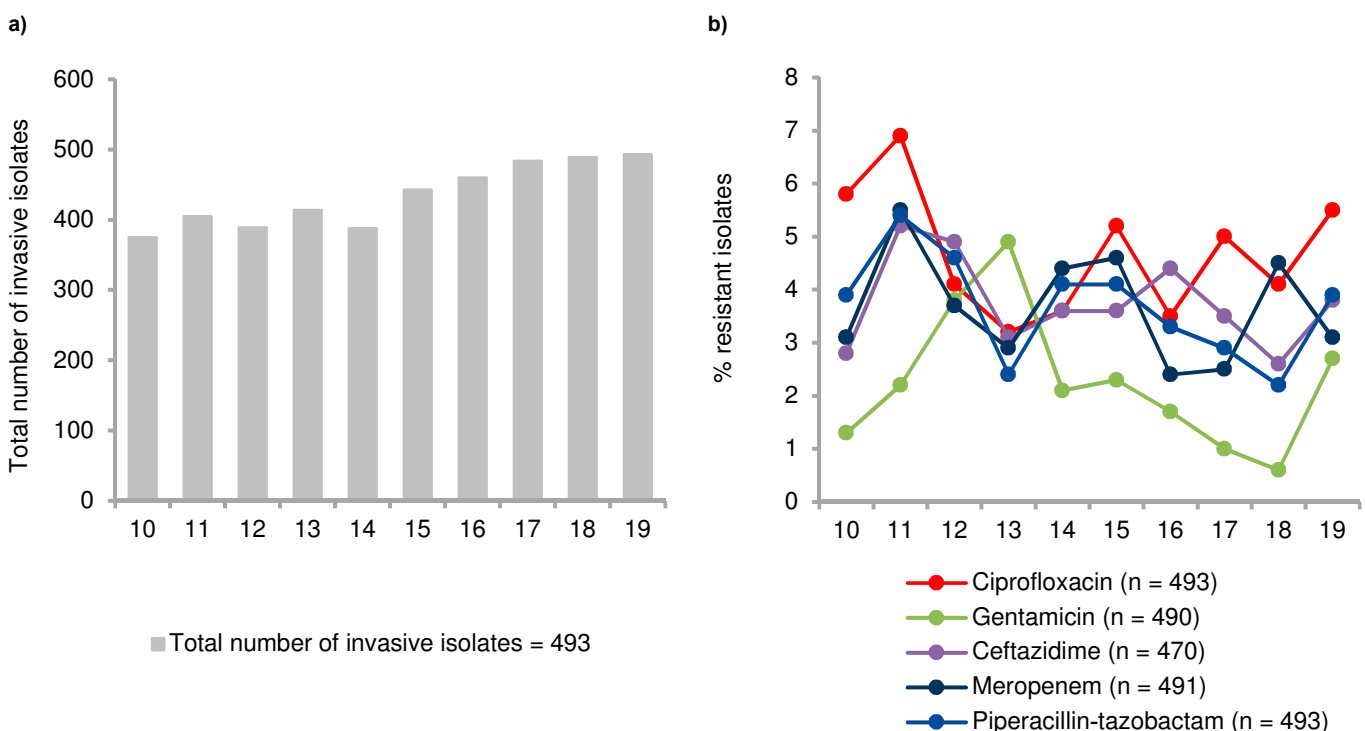 a)
Total number of invasive isolates
600
500
400
300
200
100
0
10 11 12 13 14 15 16 17 18 19
Total number of invasive isolates = 493
b)
% resistant isolates
8
7
6
5
4
3
2
1
0
10 11 12 13 14 15 16 17 18 19
Ciprofloxacin (n = 493)
Gentamicin (n = 490)
Ceftazidime (n = 470)
Meropenem (n = 491)
Piperacillin-tazobactam (n = 493)